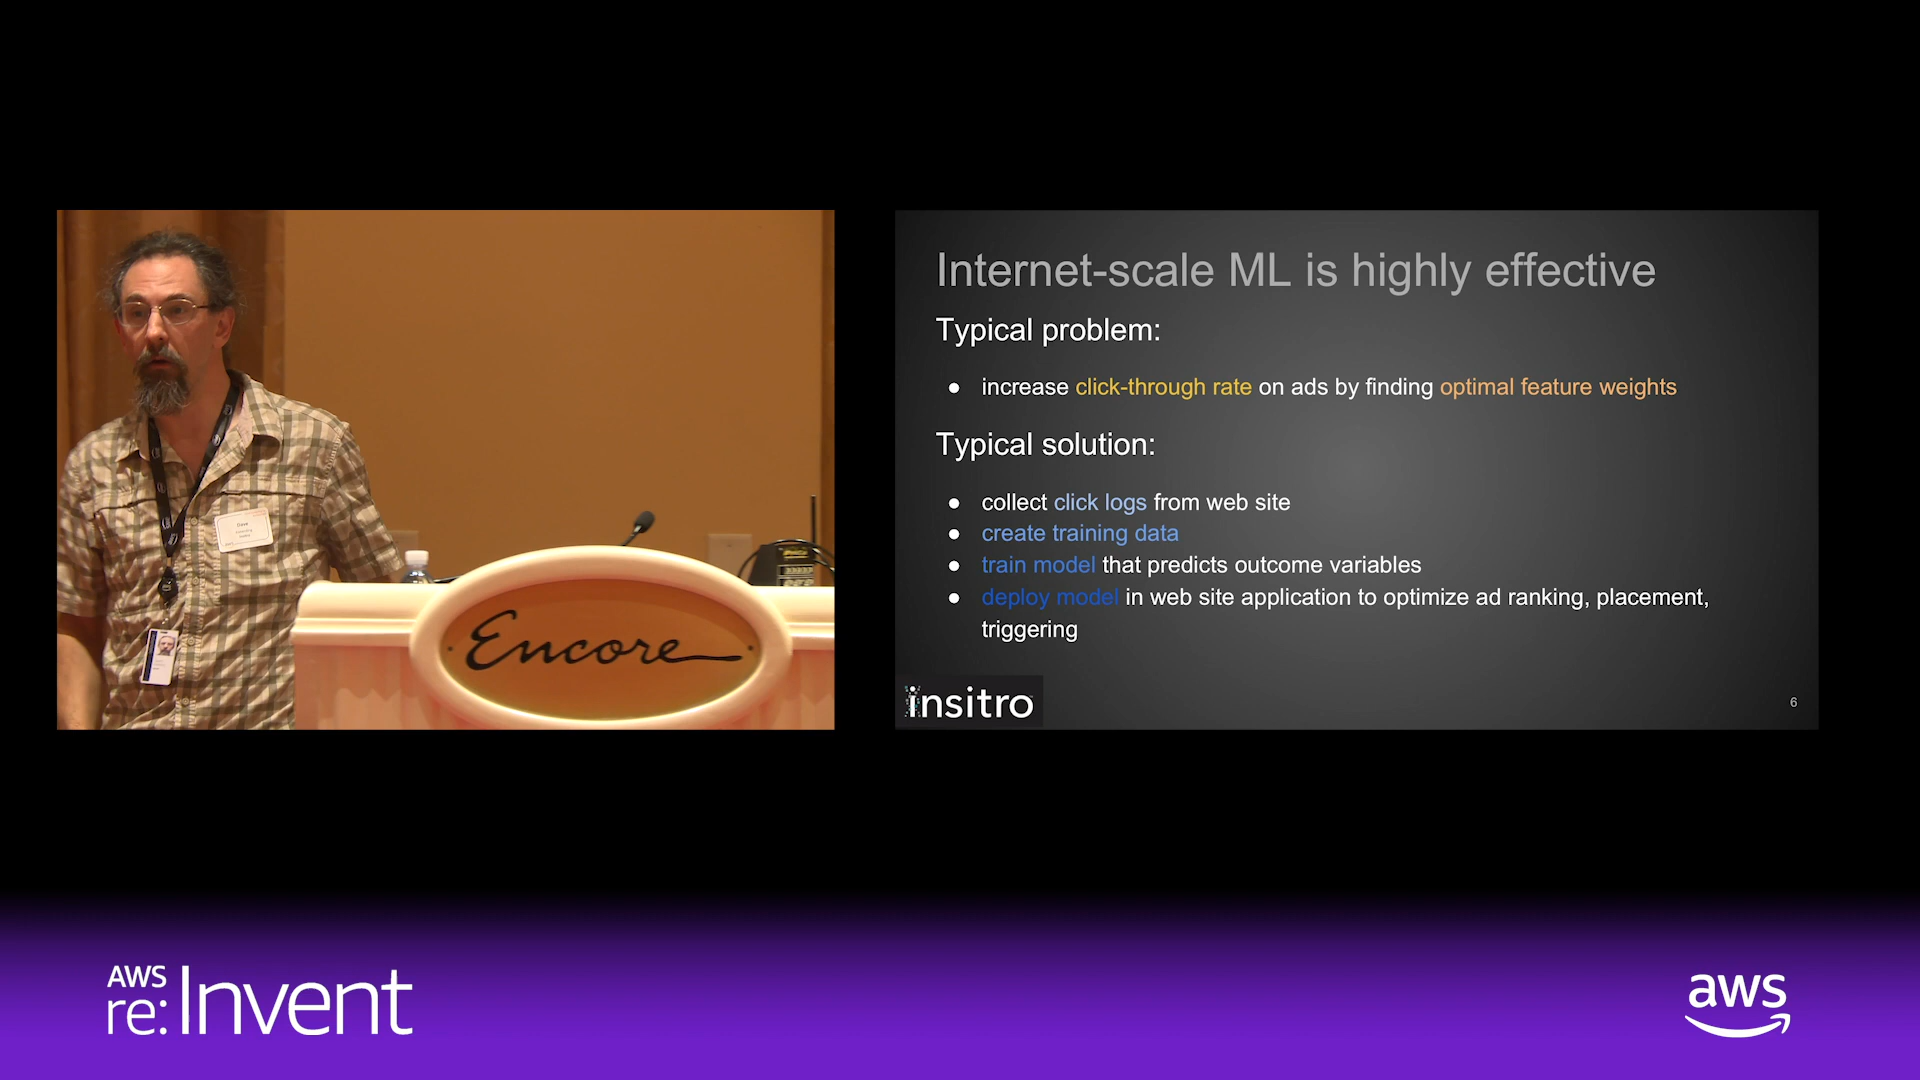 Dave
Encore
Internet-scale ML is highly effective
Typical problem:
● increase click-through rate on ads by finding optimal feature weights
Typical solution:
● collect click logs from web site
● create training data
● train model that predicts outcome variables
● deploy model in web site application to optimize ad ranking, placement,
triggering
insitro
6
AWS
re:Invent
aws